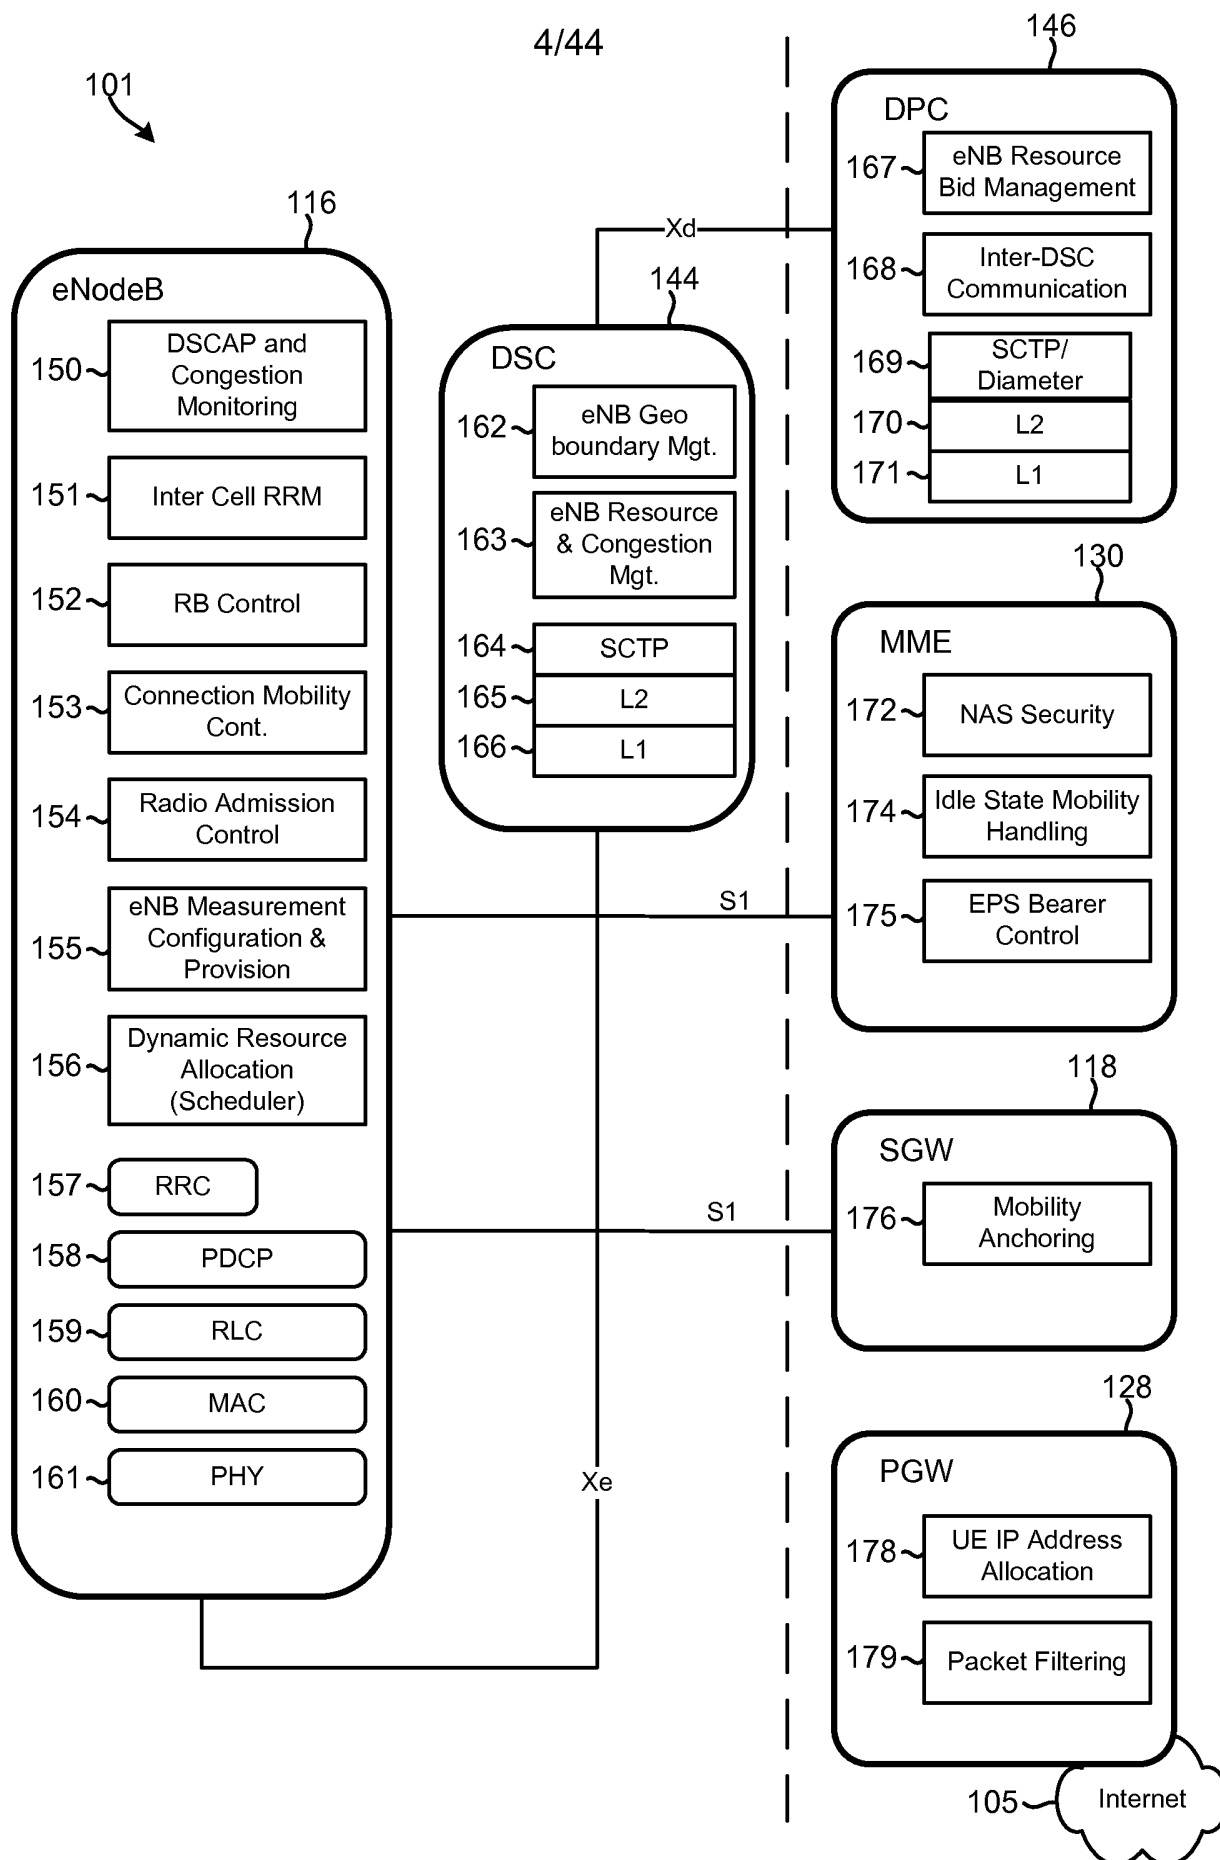 4/44
101
116
eNodeB
150
DSCAP and
Congestion
Monitoring
151
Inter Cell RRM
152
RB Control
153
Connection Mobility
Cont.
154
Radio Admission
Control
155
eNB Measurement
Configuration &
Provision
156
Dynamic Resource
Allocation
(Scheduler)
157
RRC
158
PDCP
159
RLC
160
MAC
161
PHY
Xd
144
DSC
162
eNB Geo
boundary Mgt.
163
eNB Resource
& Congestion
Mgt.
164
SCTP
165
L2
166
L1
S1
S1
Xe
146
DPC
167
eNB Resource
Bid Management
168
Inter-DSC
Communication
169
SCTP/
Diameter
170
L2
171
L1
130
MME
172
NAS Security
174
Idle State Mobility
Handling
175
EPS Bearer
Control
118
SGW
176
Mobility
Anchoring
128
PGW
178
UE IP Address
Allocation
179
Packet Filtering
105
Internet